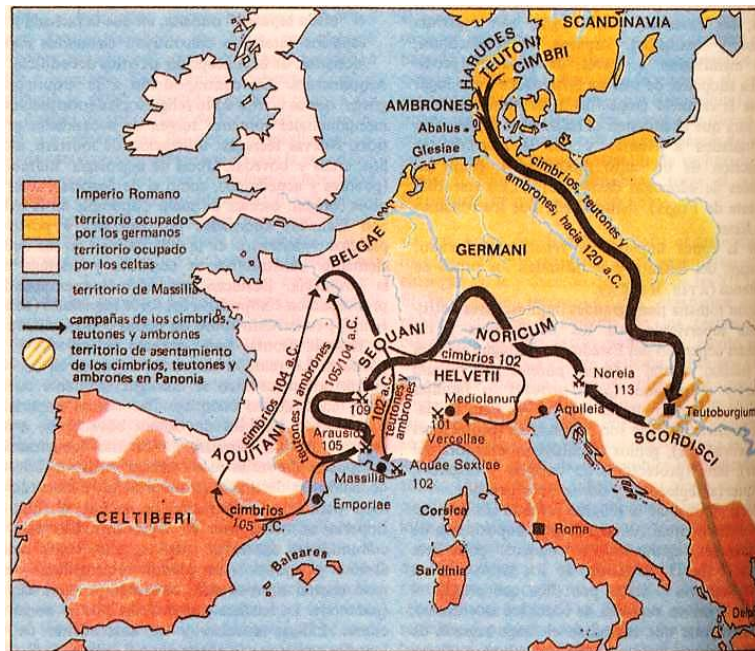 SCANDINAVIA
HARUDES
TEUTONI
CIMBRI
AMBRONES
Abalus
Glesiae
cimbrios, teutones y
ambrones, hacia 120 a.C.
Imperio Romano
territorio ocupado
por los germanos
territorio ocupado
por los celtas
territorio de Massilia
campañas de los cimbrios,
teutones y ambrones
territorio de asentamiento
de los cimbrios, teutones y
ambrones en Panonia
BELGAE
GERMANI
SEQUANI
NORICUM
cimbrios 102
HELVETII
Noreia
113
Teutoburgium
SCORDISCI
cimbrios 104 a.C.
teutones y ambrones
105/104 a.C.
109
102 a.C.
teutones y
ambrones
Mediolanum
Aquileia
101
Vercellae
AQUITANI
Arausio
105
Massilia
Aquae Sextiae
102
cimbrios
105 a.C.
Emporiae
CELTIBERI
Baleares
Corsica
Roma
Sardinia